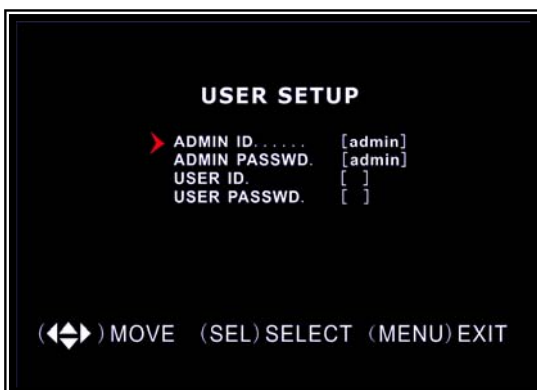 USER SETUP
ADMIN ID...... [admin]
ADMIN PASSWD. [admin]
USER ID. [ ]
USER PASSWD. [ ]
( ) MOVE (SEL) SELECT (MENU) EXIT